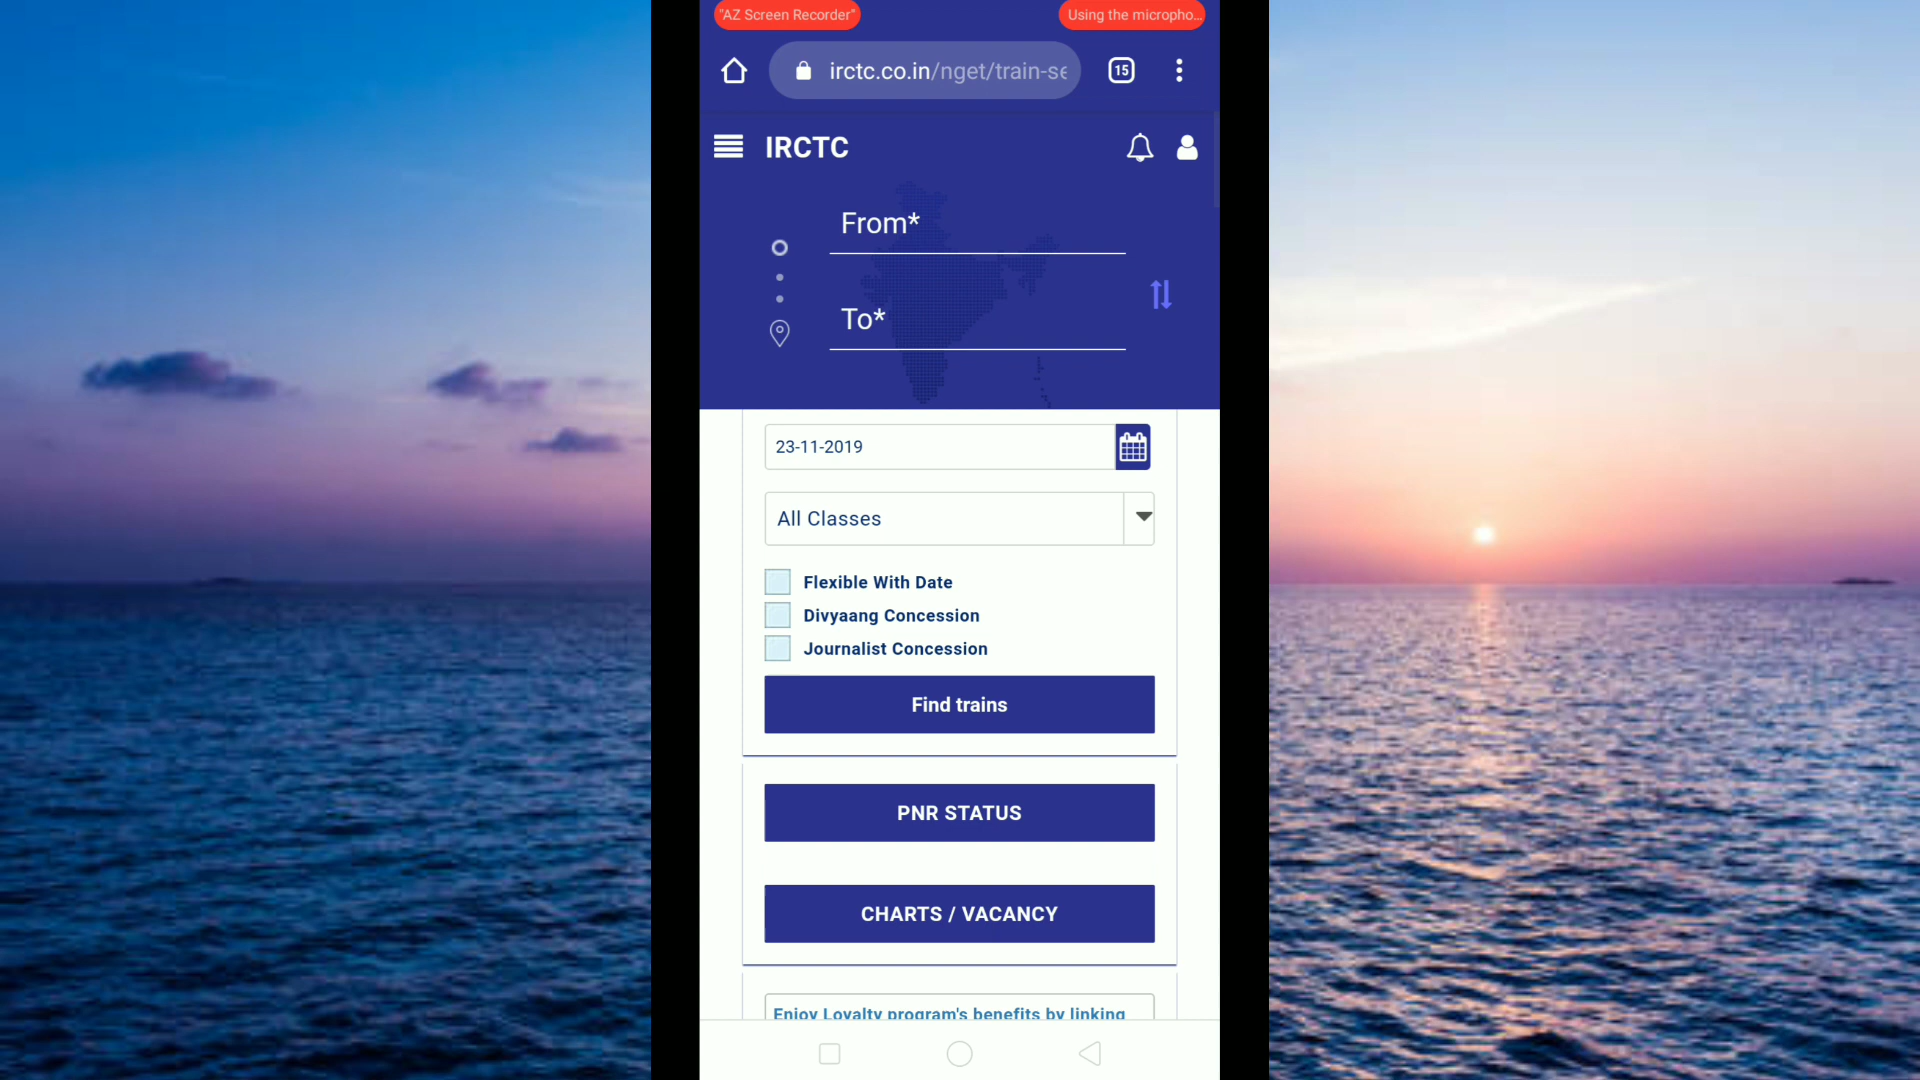 "AZ Screen Recorder"
Using the micropho...
irctc.co.in/nget/train-se
15
IRCTC
From*
To*
23-11-2019
All Classes
Flexible With Date
Divyaang Concession
Journalist Concession
Find trains
PNR STATUS
CHARTS / VACANCY
Enjoy Loyalty program's benefits by linking